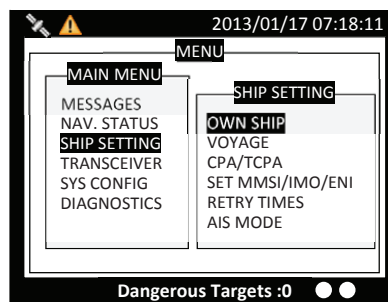 2013/01/17 07:18:11
MENU
MAIN MENU
MESSAGES
NAV. STATUS
SHIP SETTING
TRANSCEIVER
SYS CONFIG
DIAGNOSTICS
SHIP SETTING
OWN SHIP
VOYAGE
CPA/TCPA
SET MMSI/IMO/ENI
RETRY TIMES
AIS MODE
Dangerous Targets :0